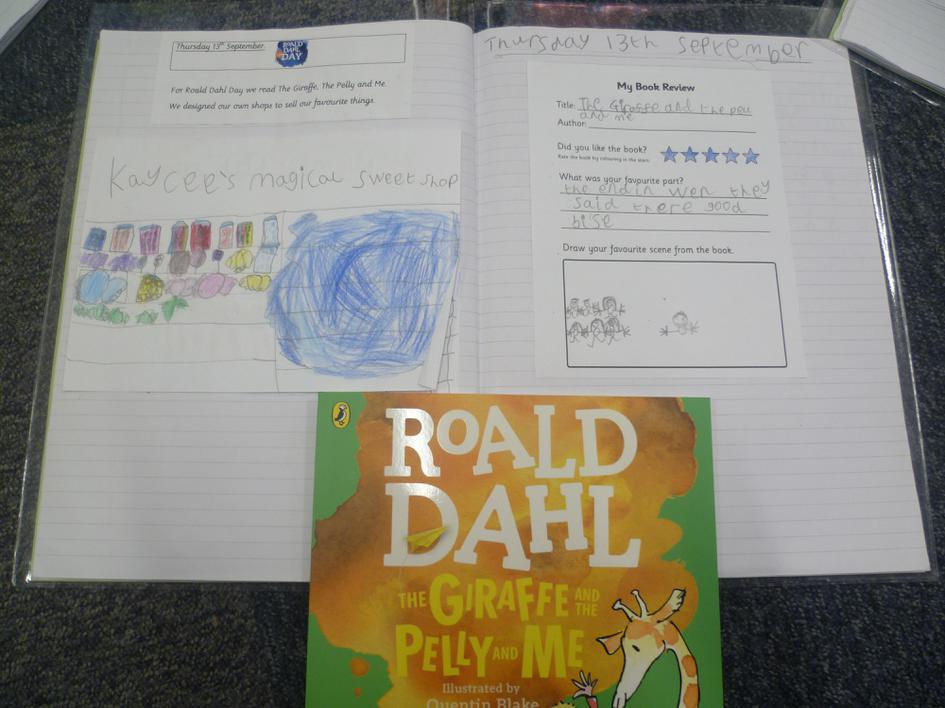 Thursday 13th September
ROALD
DAHL
DAY
For Roald Dahl Day we read The Giraffe, The Pelly and Me.
We designed our own shops to sell our favourite things.
Kaycee's magical sweet shop
Thursday 13th September
My Book Review
Title: The Giraffe and the peu
and me
Author:
Did you like the book?
Rate the book by colouring in the stars.
What was your favourite part?
the end in wen they
said there good
bise
Draw your favourite scene from the book.
ROALD
DAHL
THE GIRAFFE AND THE
PELLY AND ME
Illustrated by
Quentin Blake